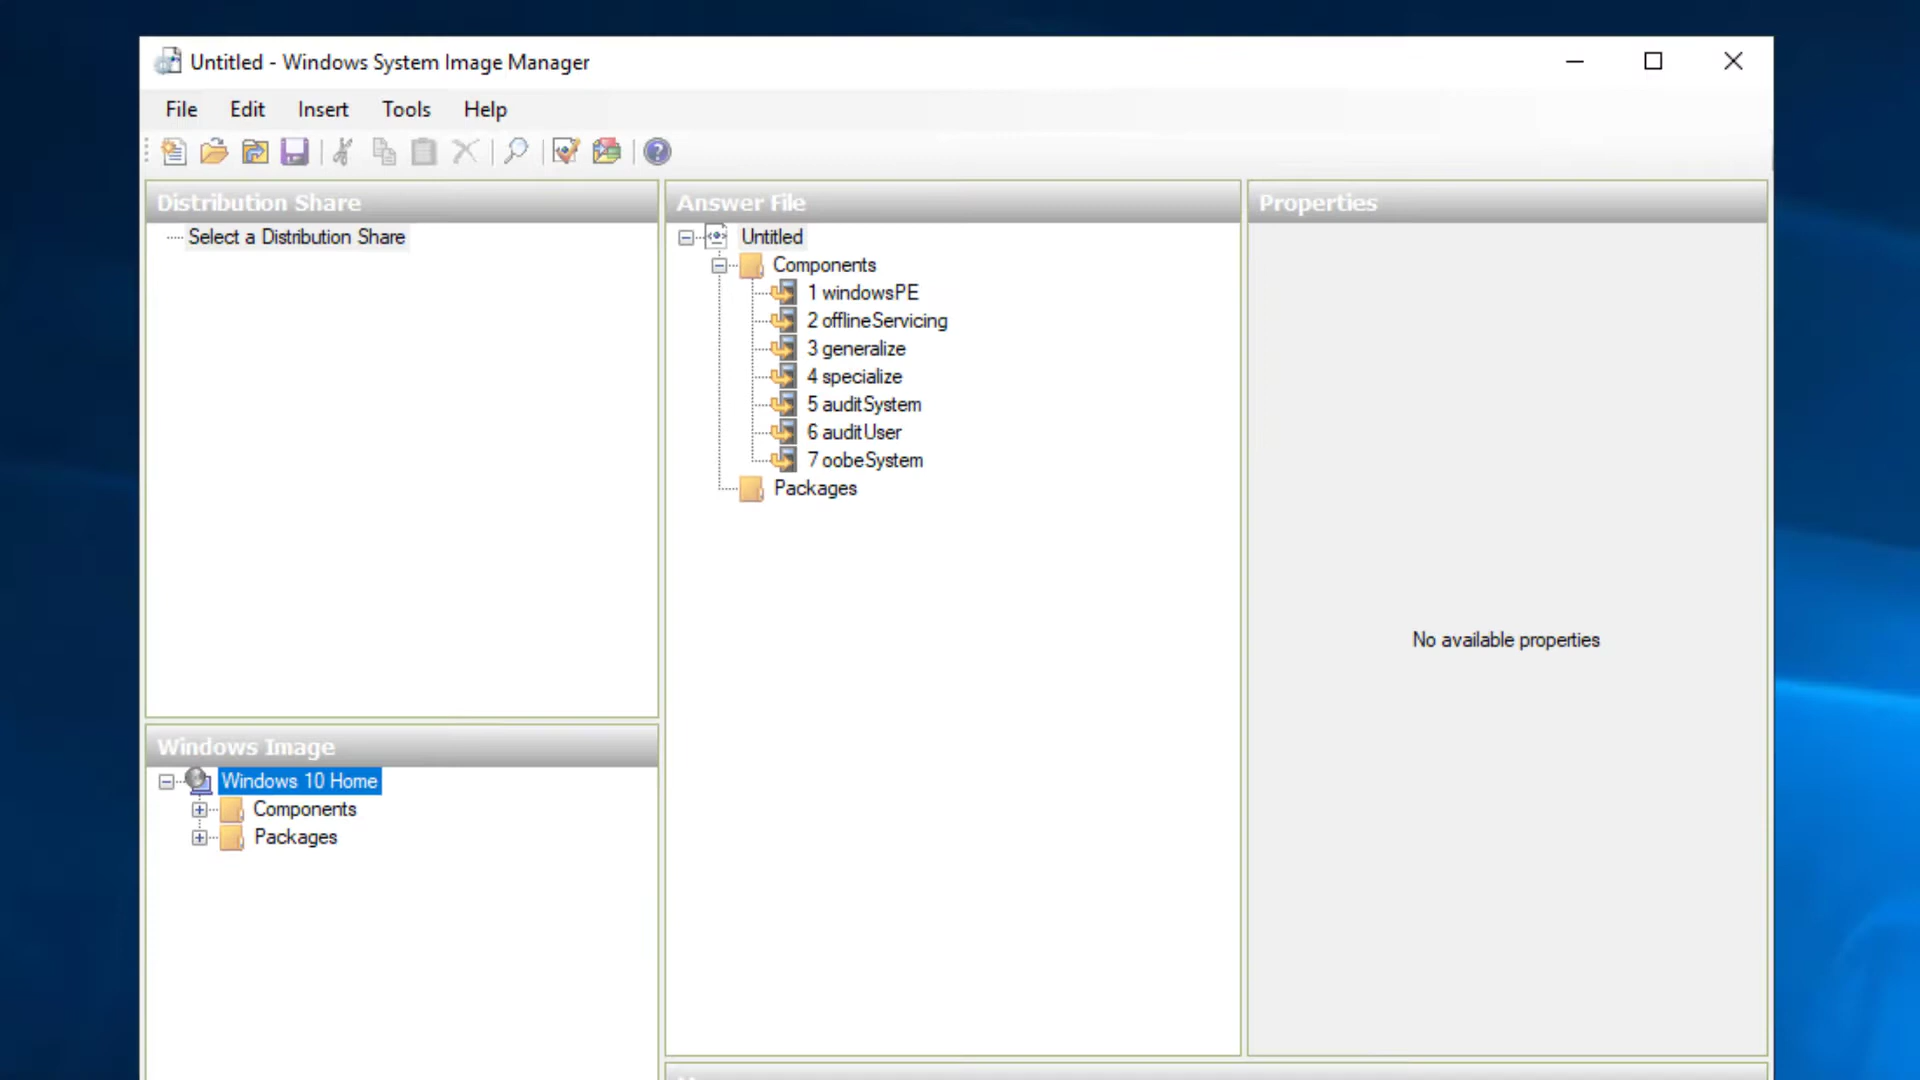 Untitled - Windows System Image Manager
File Edit Insert Tools Help
Distribution Share
Select a Distribution Share
Answer File
Untitled
Components
1 windowsPE
2 offlineServicing
3 generalize
4 specialize
5 auditSystem
6 auditUser
7 oobeSystem
Packages
Properties
No available properties
Windows Image
Windows 10 Home
Components
Packages